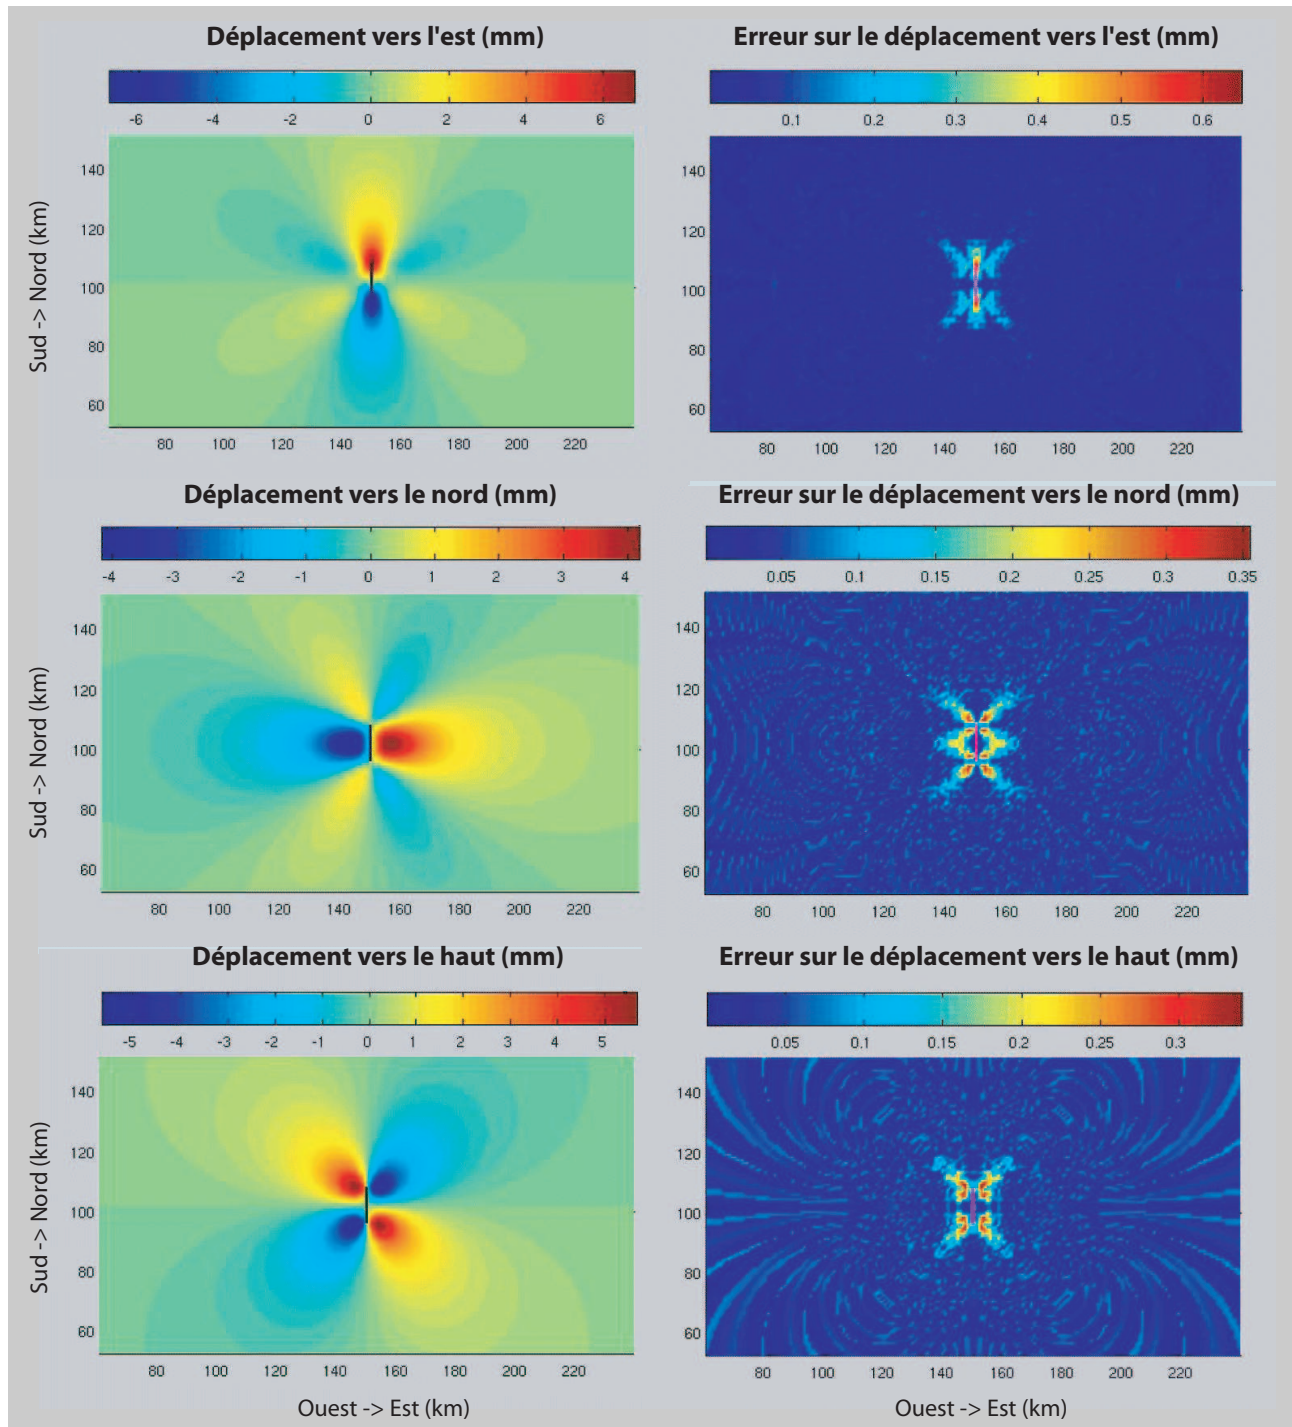 Déplacement vers l'est (mm)
Erreur sur le déplacement vers l'est (mm)
-6 -4 -2 0 2 4 6
0.1 0.2 0.3 0.4 0.5 0.6
Sud -> Nord (km)
140
120
100
80
60
80 100 120 140 160 180 200 220
140
120
100
80
60
80 100 120 140 160 180 200 220
Déplacement vers le nord (mm)
Erreur sur le déplacement vers le nord (mm)
-4 -3 -2 -1 0 1 2 3 4
0.05 0.1 0.15 0.2 0.25 0.3 0.35
Sud -> Nord (km)
140
120
100
80
60
80 100 120 140 160 180 200 220
140
120
100
80
60
80 100 120 140 160 180 200 220
Déplacement vers le haut (mm)
Erreur sur le déplacement vers le haut (mm)
-5 -4 -3 -2 -1 0 1 2 3 4 5
0.05 0.1 0.15 0.2 0.25 0.3
Sud -> Nord (km)
140
120
100
80
60
80 100 120 140 160 180 200 220
140
120
100
80
60
80 100 120 140 160 180 200 220
Ouest -> Est (km)
Ouest -> Est (km)